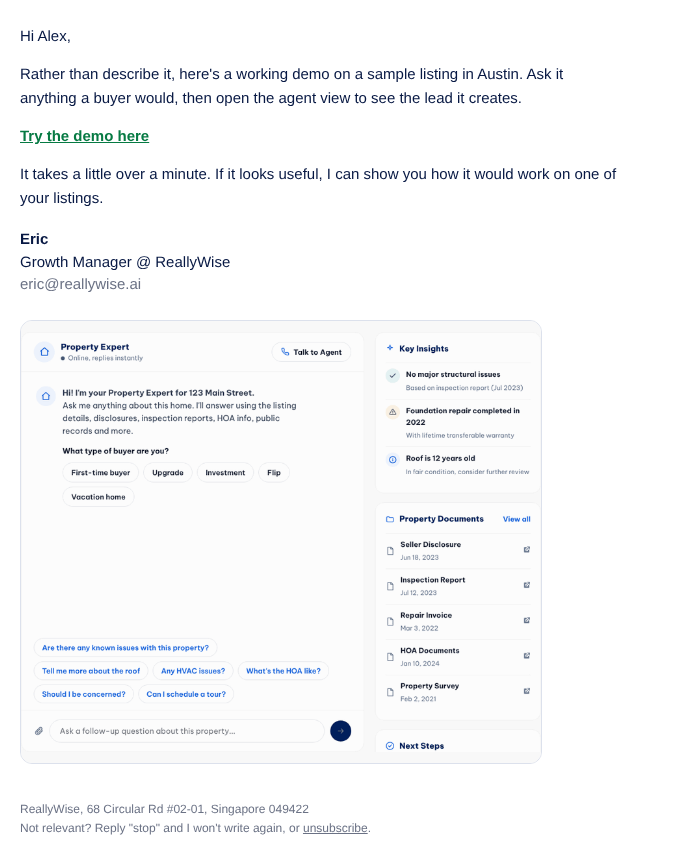 Hi Alex,
Rather than describe it, here's a working demo on a sample listing in Austin. Ask it
anything a buyer would, then open the agent view to see the lead it creates.
Try the demo here
It takes a little over a minute. If it looks useful, I can show you how it would work on one of
your listings.
Eric
Growth Manager @ ReallyWise
eric@reallywise.ai
Property Expert
Online, replies instantly
Talk to Agent
Hi! I'm your Property Expert for 123 Main Street.
Ask me anything about this home. I'll answer using the listing
details, disclosures, inspection reports, HOA info, public
records and more.
What type of buyer are you?
First-time buyer
Upgrade
Investment
Flip
Vacation home
Are there any known issues with this property?
Tell me more about the roof
Any HVAC issues?
What's the HOA like?
Should I be concerned?
Can I schedule a tour?
Ask a follow-up question about this property...
Key Insights
No major structural issues
Based on inspection report (Jul 2023)
Foundation repair completed in
2022
With lifetime transferable warranty
Roof is 12 years old
In fair condition, consider further review
Property Documents
View all
Seller Disclosure
Jun 18, 2023
Inspection Report
Jul 12, 2023
Repair Invoice
Mar 3, 2022
HOA Documents
Jan 10, 2024
Property Survey
Feb 2, 2021
Next Steps
ReallyWise, 68 Circular Rd #02-01, Singapore 049422
Not relevant? Reply "stop" and I won't write again, or unsubscribe.